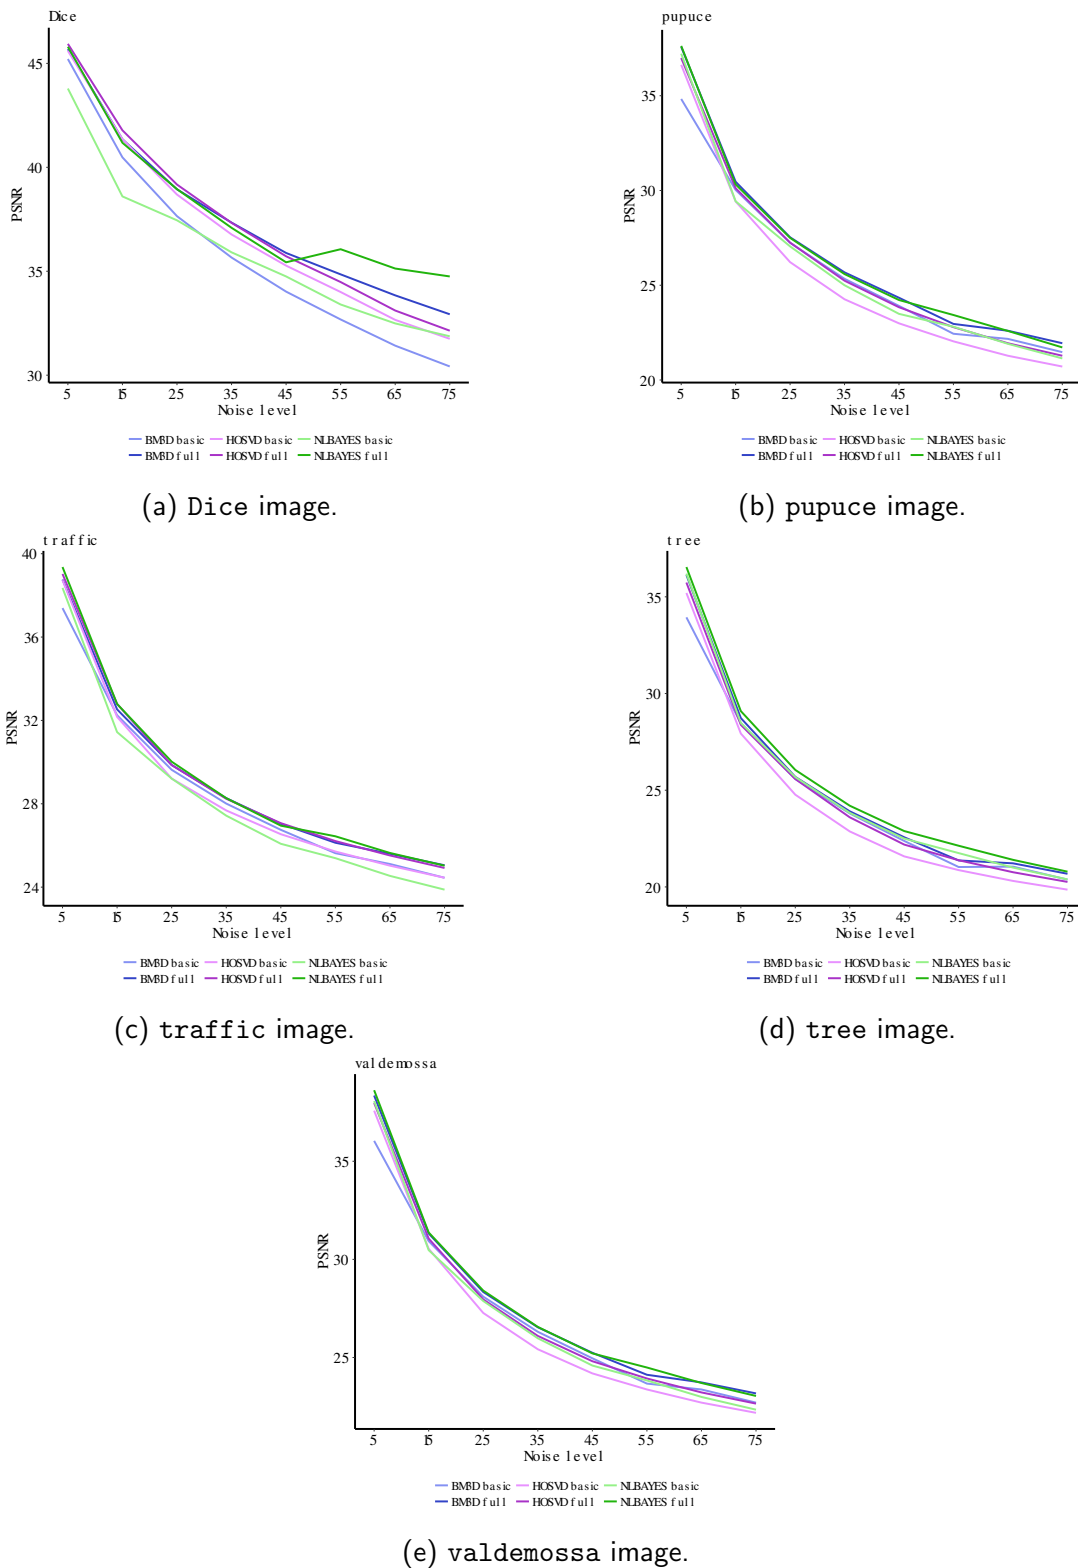 Dice
45
40
35
30
PSNR
5 15 25 35 45 55 65 75
Noise level
BM3D basic HOSVD basic NLBAYES basic
BM3D full HOSVD full NLBAYES full
(a) Dice image.
pupuce
35
30
25
20
PSNR
5 15 25 35 45 55 65 75
Noise level
BM3D basic HOSVD basic NLBAYES basic
BM3D full HOSVD full NLBAYES full
(b) pupuce image.
traffic
40
36
32
28
24
PSNR
5 15 25 35 45 55 65 75
Noise level
BM3D basic HOSVD basic NLBAYES basic
BM3D full HOSVD full NLBAYES full
(c) traffic image.
tree
35
30
25
20
PSNR
5 15 25 35 45 55 65 75
Noise level
BM3D basic HOSVD basic NLBAYES basic
BM3D full HOSVD full NLBAYES full
(d) tree image.
valdemossa
35
30
25
PSNR
5 15 25 35 45 55 65 75
Noise level
BM3D basic HOSVD basic NLBAYES basic
BM3D full HOSVD full NLBAYES full
(e) valdemossa image.